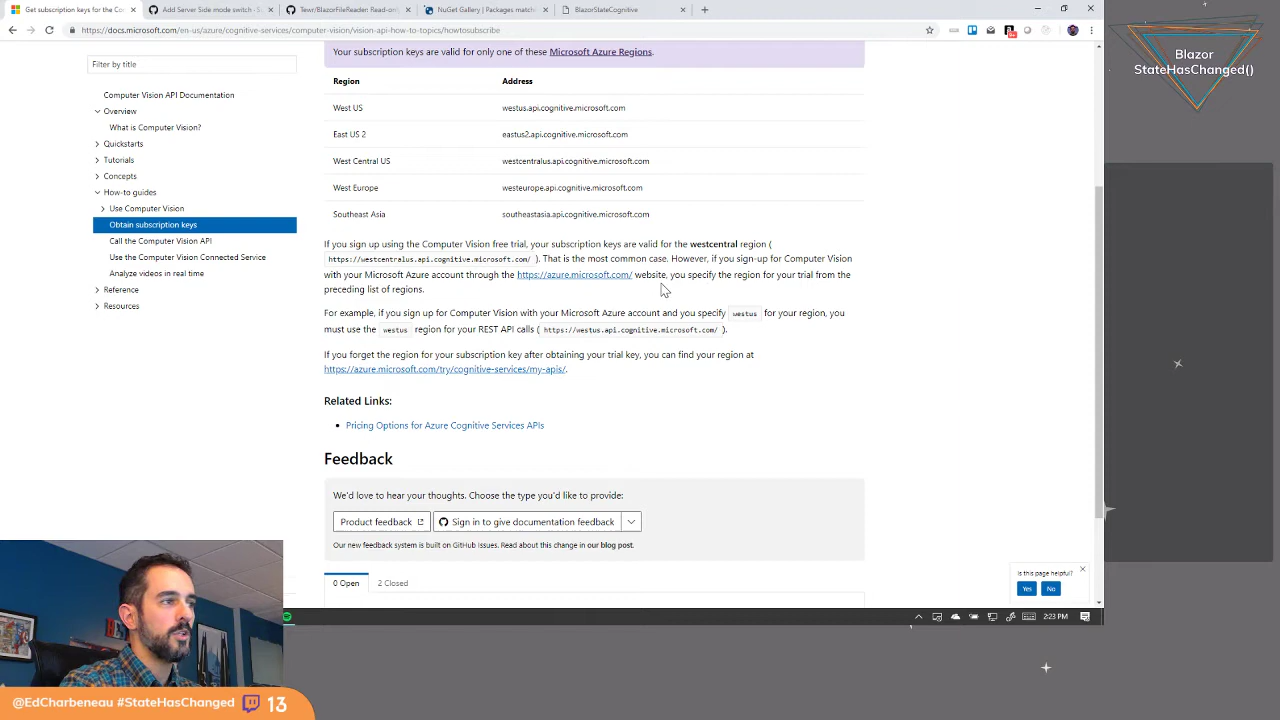 Get subscription keys for the Con
Add Server Side mode switch · S
Tewr/BlazorFileReader: Read-only
NuGet Gallery | Packages match
BlazorStateCognitive
https://docs.microsoft.com/en-us/azure/cognitive-services/computer-vision/vision-api-how-to-topics/howtosubscribe
Blazor
StateHasChanged()
Filter by title
Computer Vision API Documentation
Overview
What is Computer Vision?
Quickstarts
Tutorials
Concepts
How-to guides
Use Computer Vision
Obtain subscription keys
Call the Computer Vision API
Use the Computer Vision Connected Service
Analyze videos in real time
Reference
Resources
Your subscription keys are valid for only one of these Microsoft Azure Regions.
Region Address
West US westus.api.cognitive.microsoft.com
East US 2 eastus2.api.cognitive.microsoft.com
West Central US westcentralus.api.cognitive.microsoft.com
West Europe westeurope.api.cognitive.microsoft.com
Southeast Asia southeastasia.api.cognitive.microsoft.com
If you sign up using the Computer Vision free trial, your subscription keys are valid for the westcentral region (
https://westcentralus.api.cognitive.microsoft.com/ ). That is the most common case. However, if you sign-up for Computer Vision
with your Microsoft Azure account through the https://azure.microsoft.com/ website, you specify the region for your trial from the
preceding list of regions.
For example, if you sign up for Computer Vision with your Microsoft Azure account and you specify westus for your region, you
must use the westus region for your REST API calls ( https://westus.api.cognitive.microsoft.com/ ).
If you forget the region for your subscription key after obtaining your trial key, you can find your region at
https://azure.microsoft.com/try/cognitive-services/my-apis/.
Related Links:
Pricing Options for Azure Cognitive Services APIs
Feedback
We'd love to hear your thoughts. Choose the type you'd like to provide:
Product feedback
Sign in to give documentation feedback
Our new feedback system is built on GitHub Issues. Read about this change in our blog post.
0 Open 2 Closed
Is this page helpful?
Yes No
2:23 PM
@EdCharbeneau #StateHasChanged 13